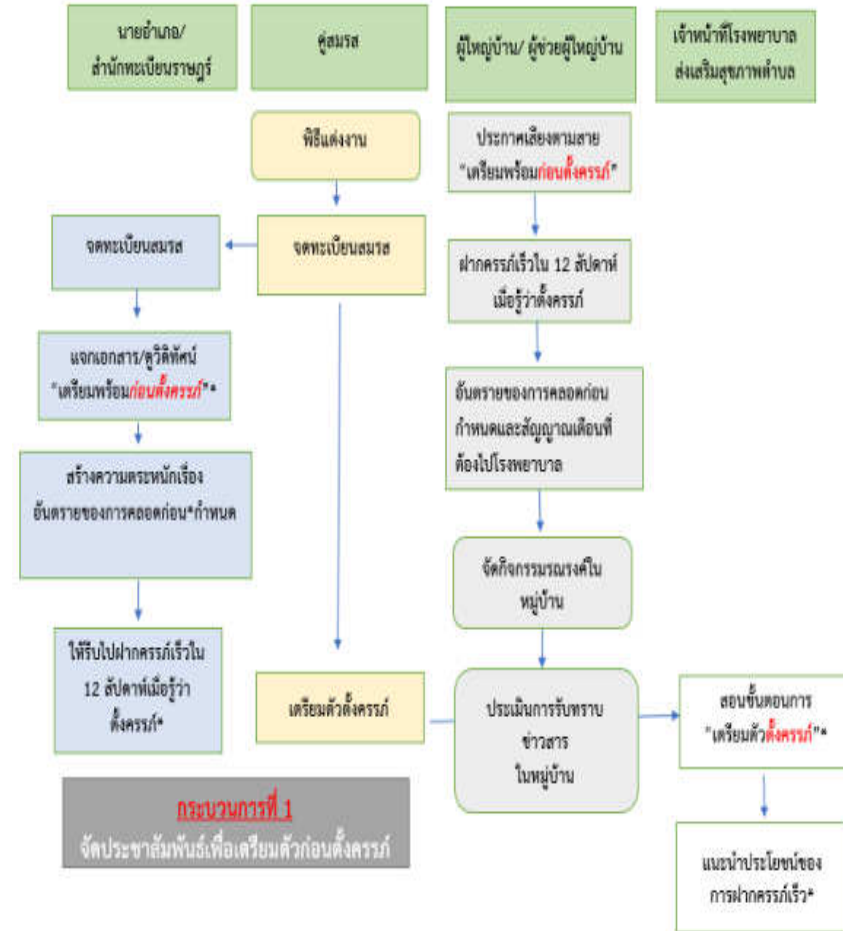 นายอำเภอ/
สำนักทะเบียนราษฎร์
คู่สมรส
ผู้ใหญ่บ้าน/ ผู้ช่วยผู้ใหญ่บ้าน
เจ้าหน้าที่โรงพยาบาล
ส่งเสริมสุขภาพตำบล
พิธีแต่งงาน
ประกาศเสียงตามสาย
"เตรียมพร้อมก่อนตั้งครรภ์"
จดทะเบียนสมรส
จดทะเบียนสมรส
ฝากครรภ์เร็วใน 12 สัปดาห์
เมื่อรู้ว่าตั้งครรภ์
แจกเอกสาร/ดูวิดิทัศน์
"เตรียมพร้อมก่อนตั้งครรภ์"*
อันตรายของการคลอดก่อน
กำหนดและสัญญาณเตือนที่
ต้องไปโรงพยาบาล
สร้างความตระหนักเรื่อง
อันตรายของการคลอดก่อน*กำหนด
จัดกิจกรรมรณรงค์ใน
หมู่บ้าน
ให้รีบไปฝากครรภ์เร็วใน
12 สัปดาห์เมื่อรู้ว่า
ตั้งครรภ์*
เตรียมตัวตั้งครรภ์
ประเมินการรับทราบ
ข่าวสาร
ในหมู่บ้าน
สอนขั้นตอนการ
"เตรียมตัวตั้งครรภ์"*
กระบวนการที่ 1
จัดประชาสัมพันธ์เพื่อเตรียมตัวก่อนตั้งครรภ์
แนะนำประโยชน์ของ
การฝากครรภ์เร็ว*